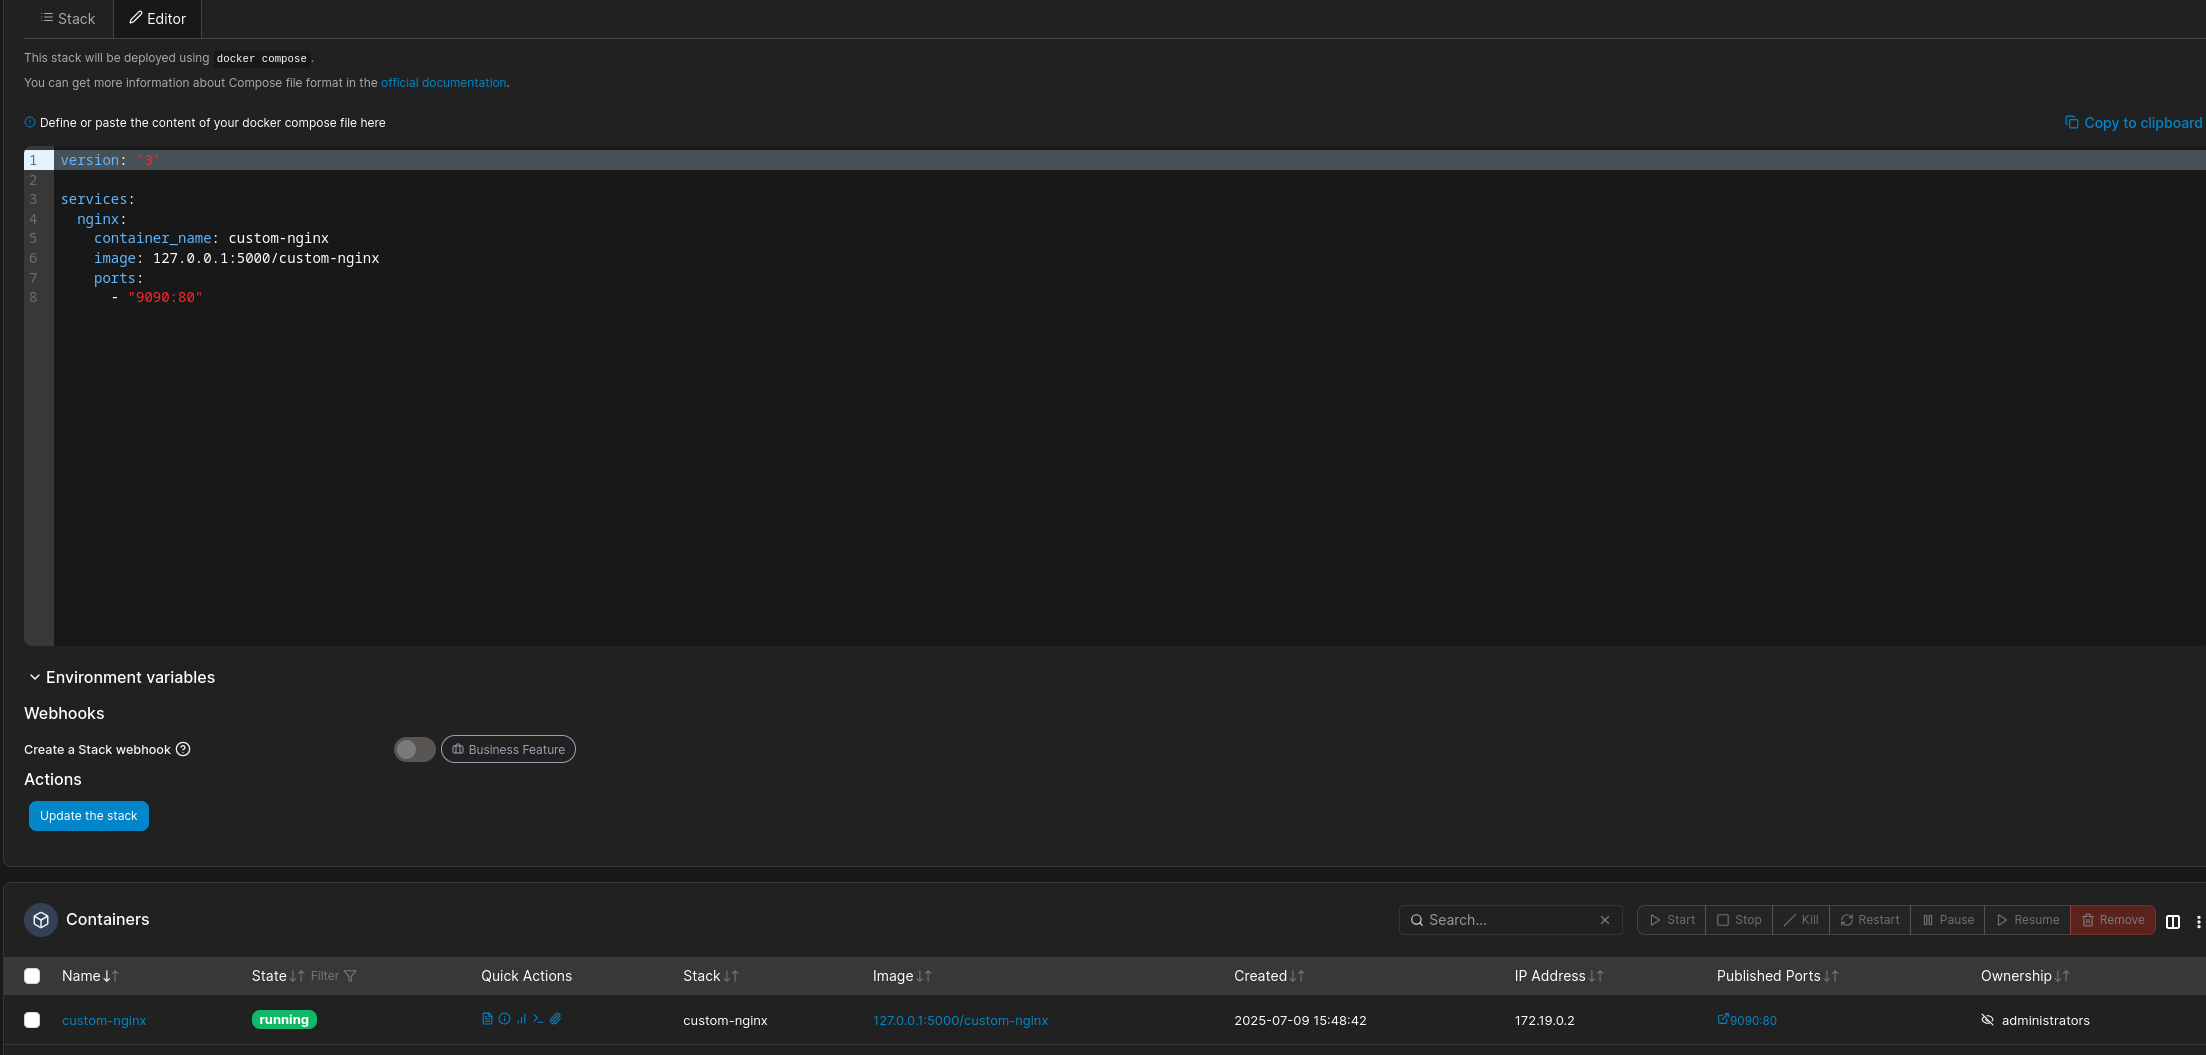 Stack Editor
This stack will be deployed using docker compose .
You can get more information about Compose file format in the official documentation.
Define or paste the content of your docker compose file here Copy to clipboard
1 version: '3'
2
3 services:
4   nginx:
5     container_name: custom-nginx
6     image: 127.0.0.1:5000/custom-nginx
7     ports:
8       - "9090:80"
Environment variables
Webhooks
Create a Stack webhook Business Feature
Actions
Update the stack
Containers Search... Start Stop Kill Restart Pause Resume Remove
Name State Filter Quick Actions Stack Image Created IP Address Published Ports Ownership
custom-nginx running custom-nginx 127.0.0.1:5000/custom-nginx 2025-07-09 15:48:42 172.19.0.2 9090:80 administrators